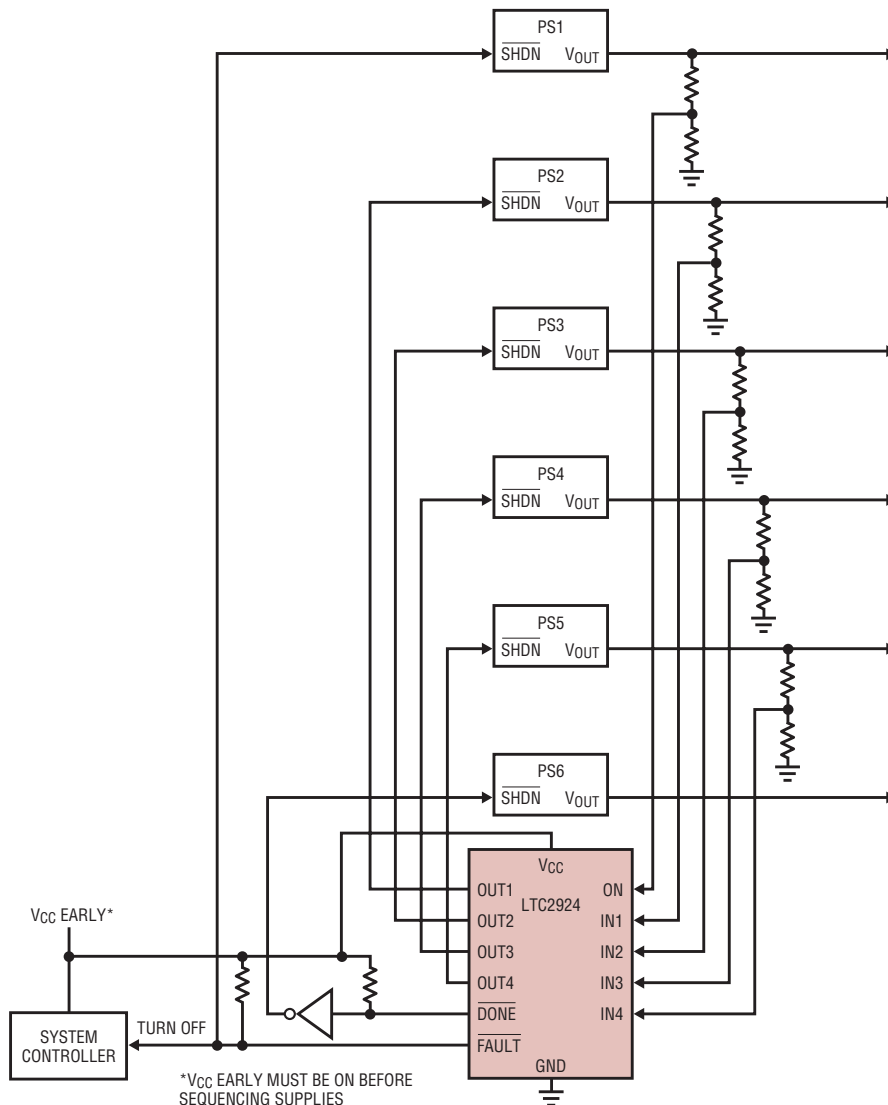 PS1
SHDN VOUT
PS2
SHDN VOUT
PS3
SHDN VOUT
PS4
SHDN VOUT
PS5
SHDN VOUT
PS6
SHDN VOUT
VCC
OUT1 ON
LTC2924
VCC EARLY*
OUT2 IN1
OUT3 IN2
OUT4 IN3
DONE IN4
SYSTEM
CONTROLLER
TURN OFF
FAULT
GND
*VCC EARLY MUST BE ON BEFORE
SEQUENCING SUPPLIES